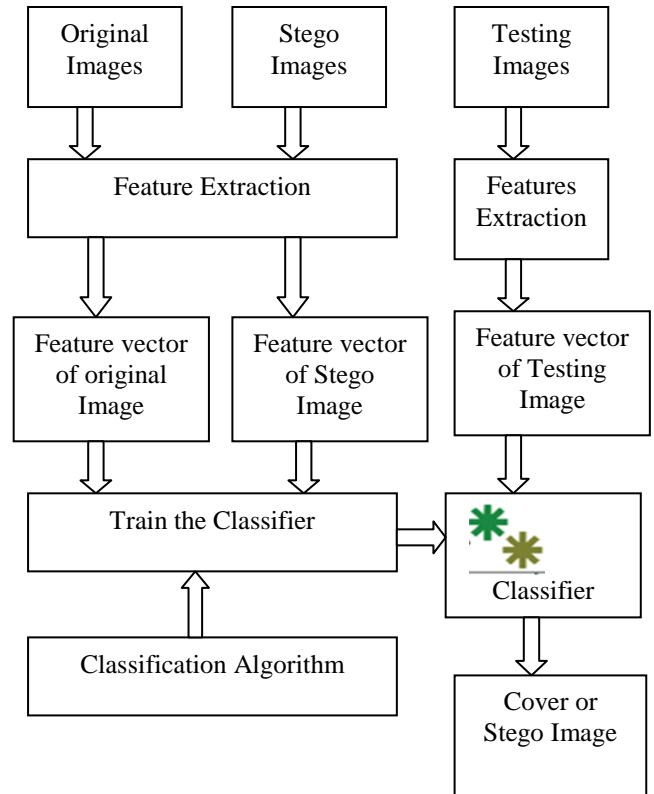 Original
Images
Stego
Images
Testing
Images
Feature Extraction
Features
Extraction
Feature vector
of original
Image
Feature vector
of Stego
Image
Feature vector
of Testing
Image
Train the Classifier
Classifier
Classification Algorithm
Cover or
Stego Image